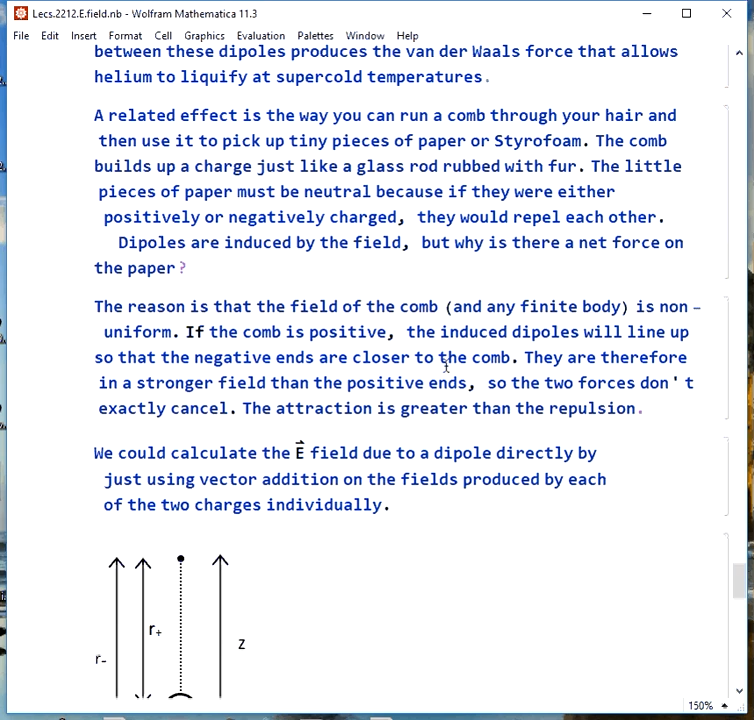 Lecs.2212.E.field.nb - Wolfram Mathematica 11.3
File Edit Insert Format Cell Graphics Evaluation Palettes Window Help
between these dipoles produces the van der Waals force that allows
helium to liquify at supercold temperatures.
A related effect is the way you can run a comb through your hair and
then use it to pick up tiny pieces of paper or Styrofoam. The comb
builds up a charge just like a glass rod rubbed with fur. The little
pieces of paper must be neutral because if they were either
positively or negatively charged, they would repel each other.
Dipoles are induced by the field, but why is there a net force on
the paper?
The reason is that the field of the comb (and any finite body) is non-
uniform. If the comb is positive, the induced dipoles will line up
so that the negative ends are closer to the comb. They are therefore
in a stronger field than the positive ends, so the two forces don't
exactly cancel. The attraction is greater than the repulsion.
We could calculate the E⃗ field due to a dipole directly by
just using vector addition on the fields produced by each
of the two charges individually.
r₊
z
r₋
150%